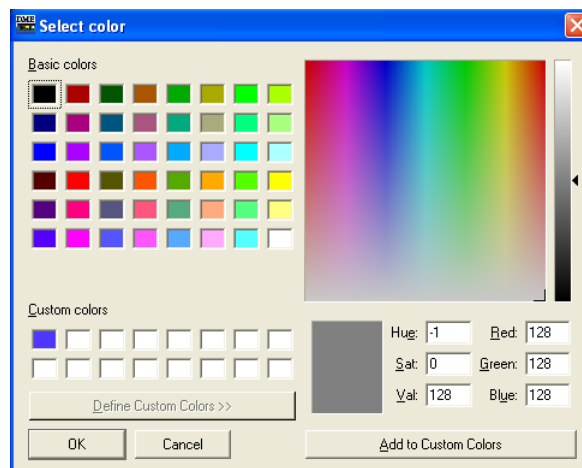 DME Select color
Basic colors
Custom colors
Define Custom Colors >>
OK Cancel
Hue: -1 Red: 128
Sat: 0 Green: 128
Val: 128 Blue: 128
Add to Custom Colors